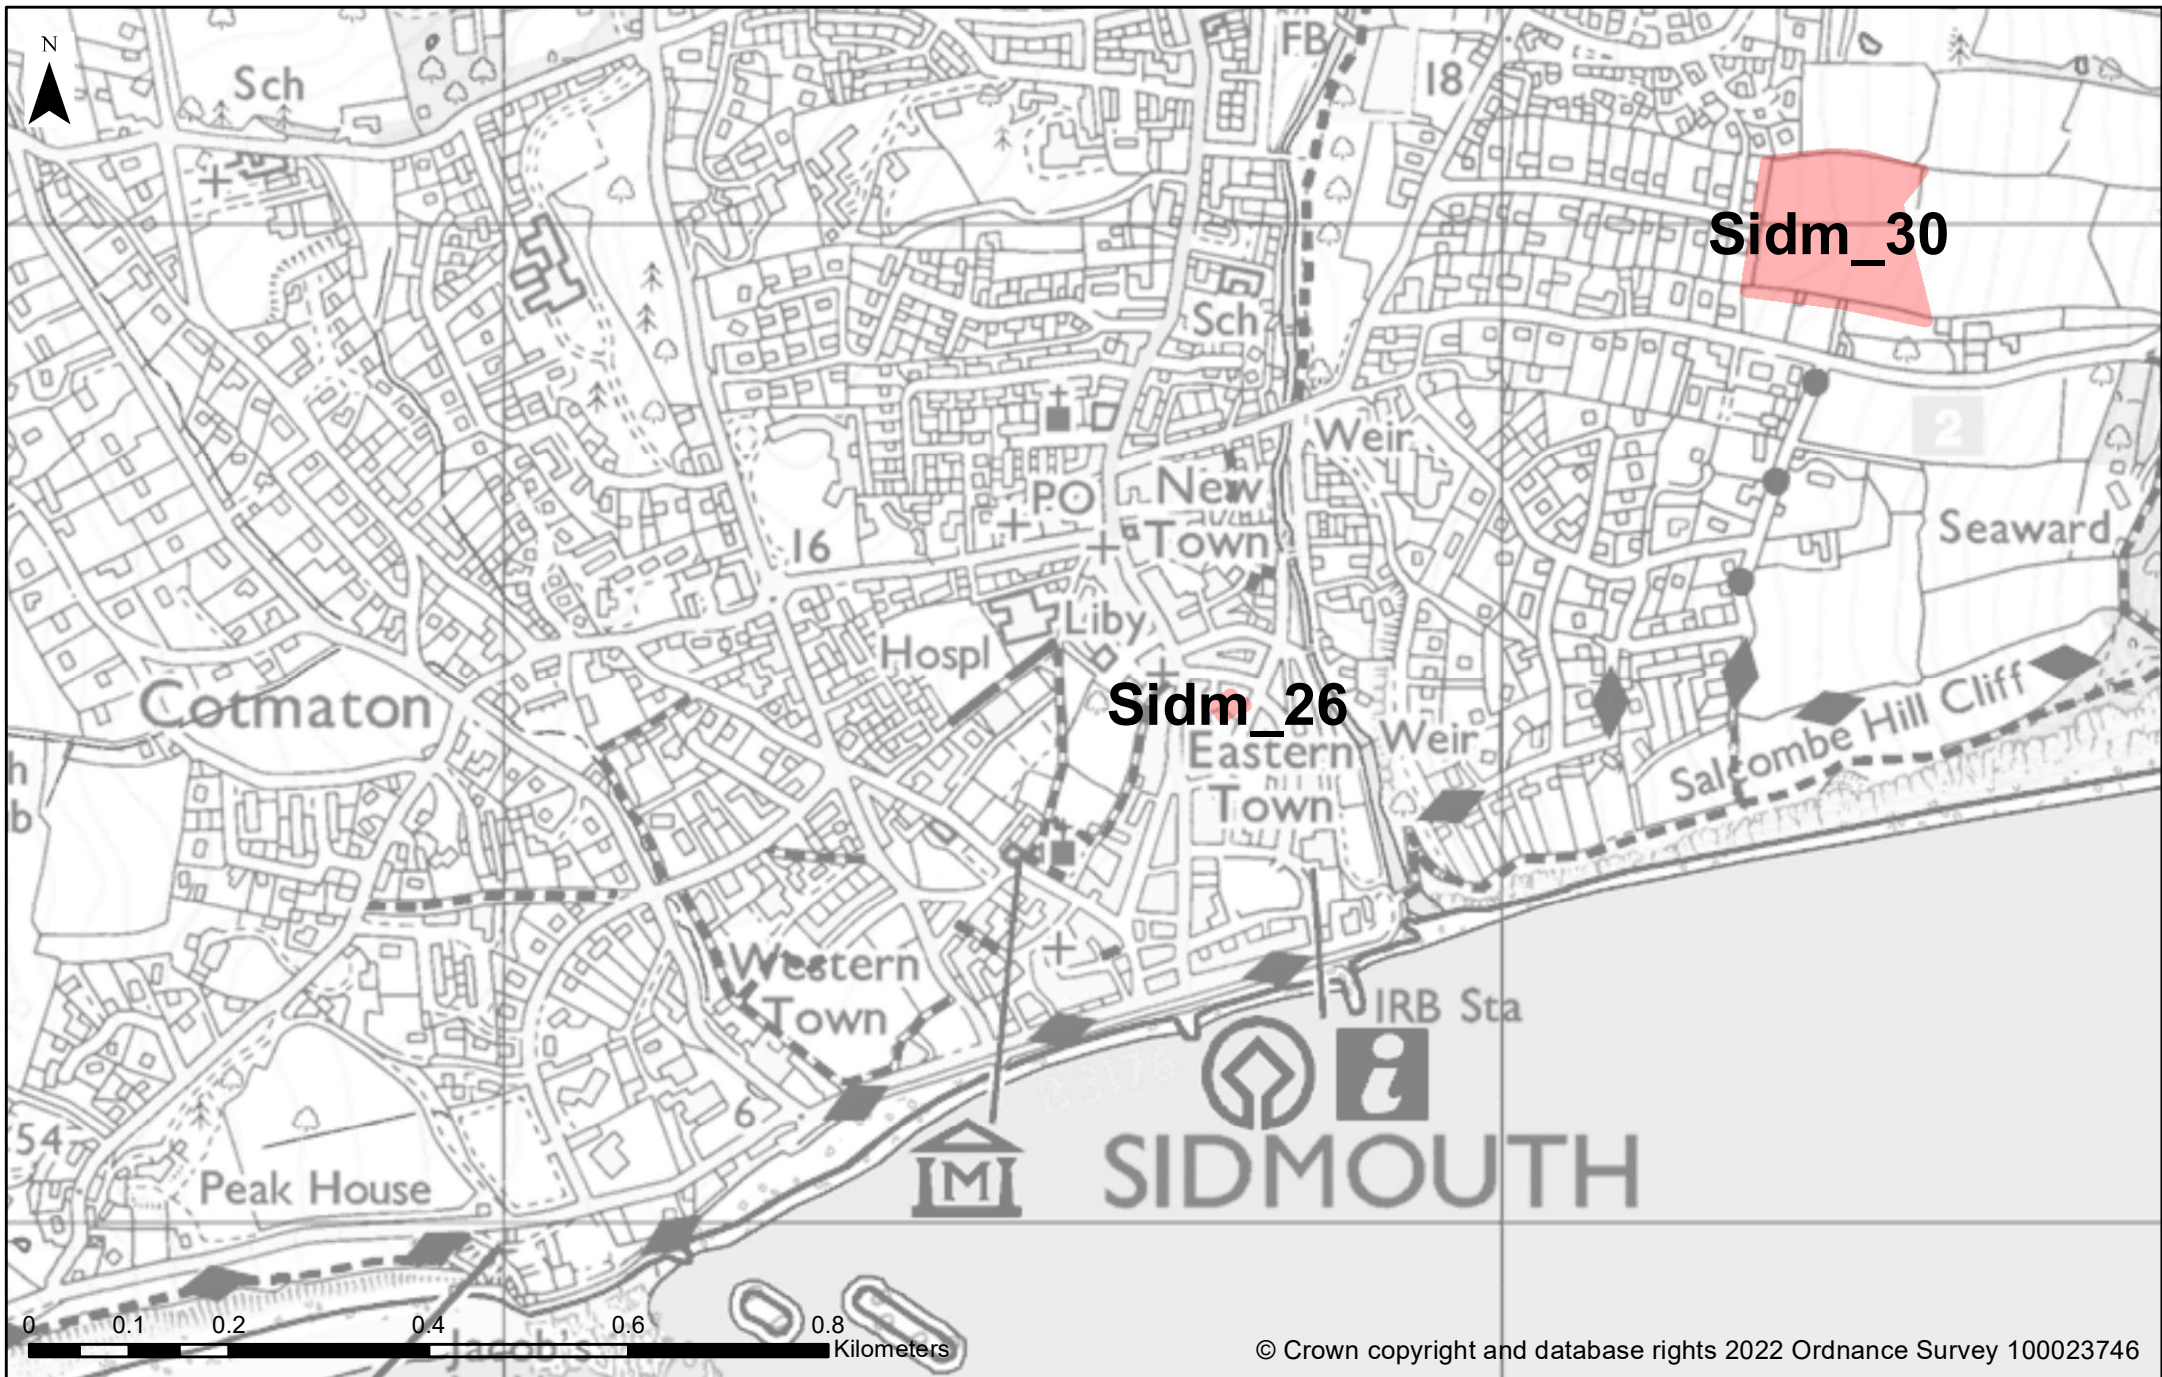 N
Sch
FB
18
Sidm_30
Sch
Weir
2
PO
New
Town
16
Seaward
Liby
Hospl
Cotmaton
Sidm_26
Eastern
Town
Weir
Salcombe Hill Cliff
h
b
Western
Town
IRB Sta
B 3176
6
54
Peak House
SIDMOUTH
M
i
0 0.1 0.2 0.4 0.6 0.8
Kilometers
Jacob's
© Crown copyright and database rights 2022 Ordnance Survey 100023746